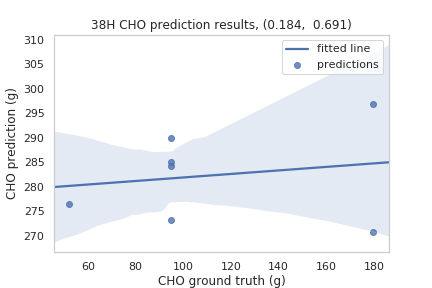 38H CHO prediction results, (0.184,  0.691)
fitted line
predictions
CHO prediction (g)
310
305
300
295
290
285
280
275
270
60 80 100 120 140 160 180
CHO ground truth (g)